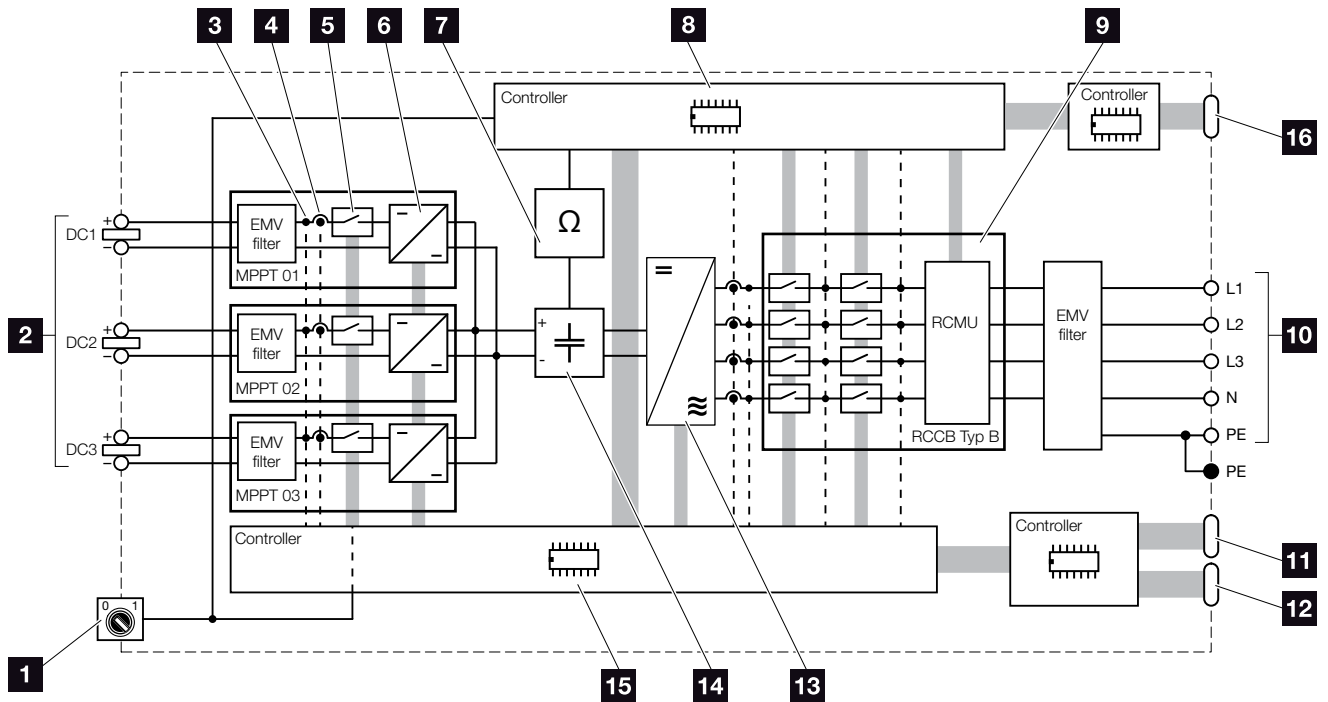 3 4 5 6 7 8 9
Controller
Controller
16
Ω
EMV
filter
MPPT 01
+
DC1
−
=
≋
L1
L2
L3
N
PE
PE
10
RCMU
RCCB Typ B
EMV
filter
2
+
DC2
−
EMV
filter
MPPT 02
+
-
+
DC3
−
EMV
filter
MPPT 03
Controller
Controller
11
12
0 1
1
15 14 13